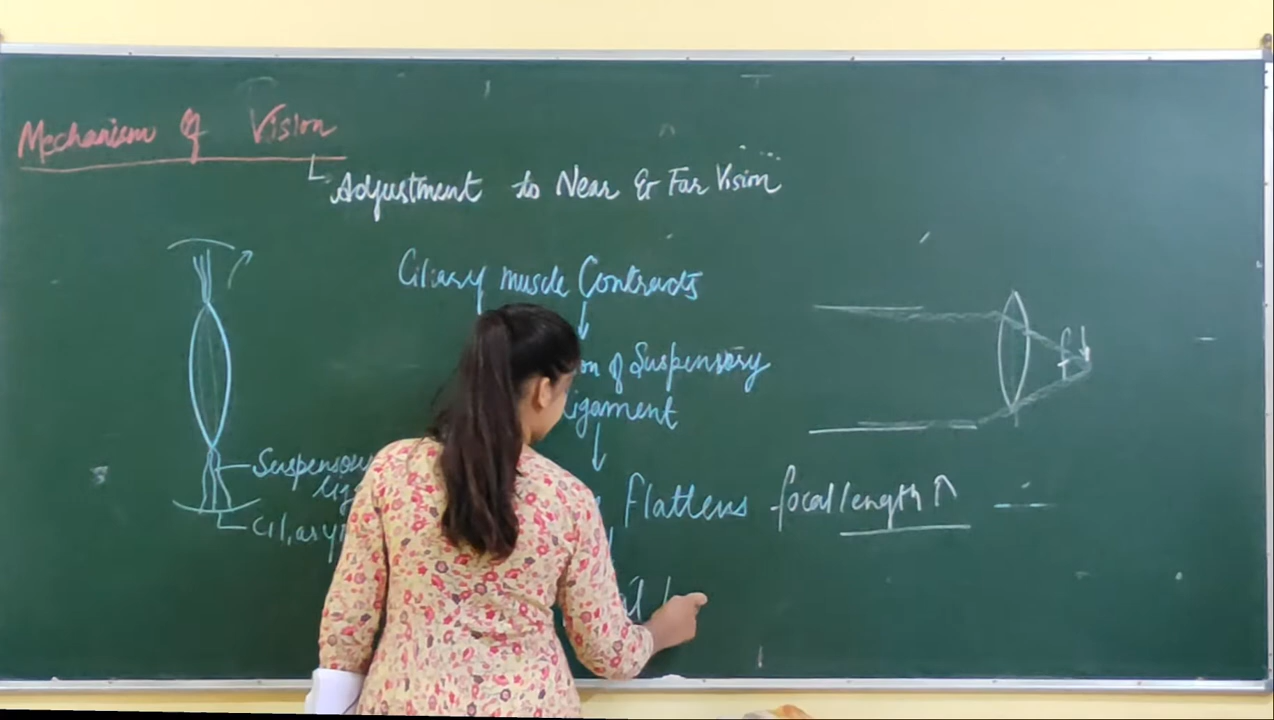 Mechanism of Vision
Adjustment to Near & Far Vision
Ciliary muscle Contracts
on of Suspensory
ligament
Flattens focal length ↑
Suspensory
lig
Ciliary
f